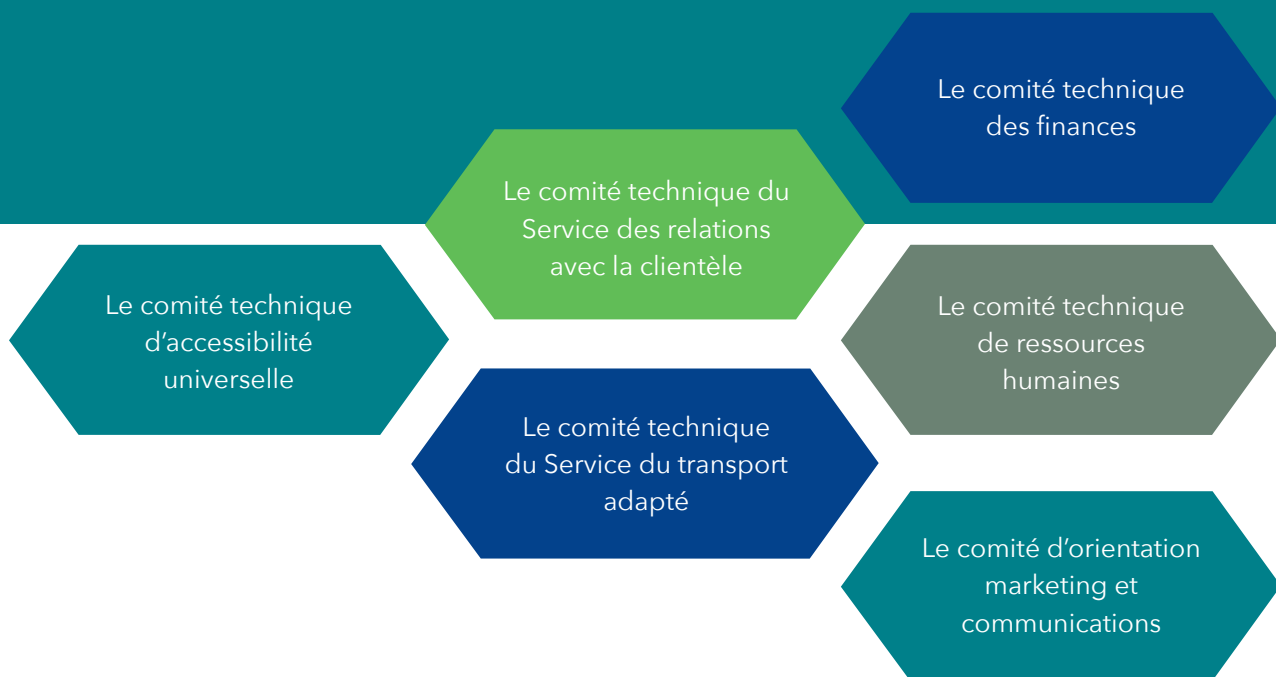 Le comité technique
des finances
Le comité technique du
Service des relations
avec la clientèle
Le comité technique
d’accessibilité
universelle
Le comité technique
de ressources
humaines
Le comité technique
du Service du transport
adapté
Le comité d’orientation
marketing et
communications